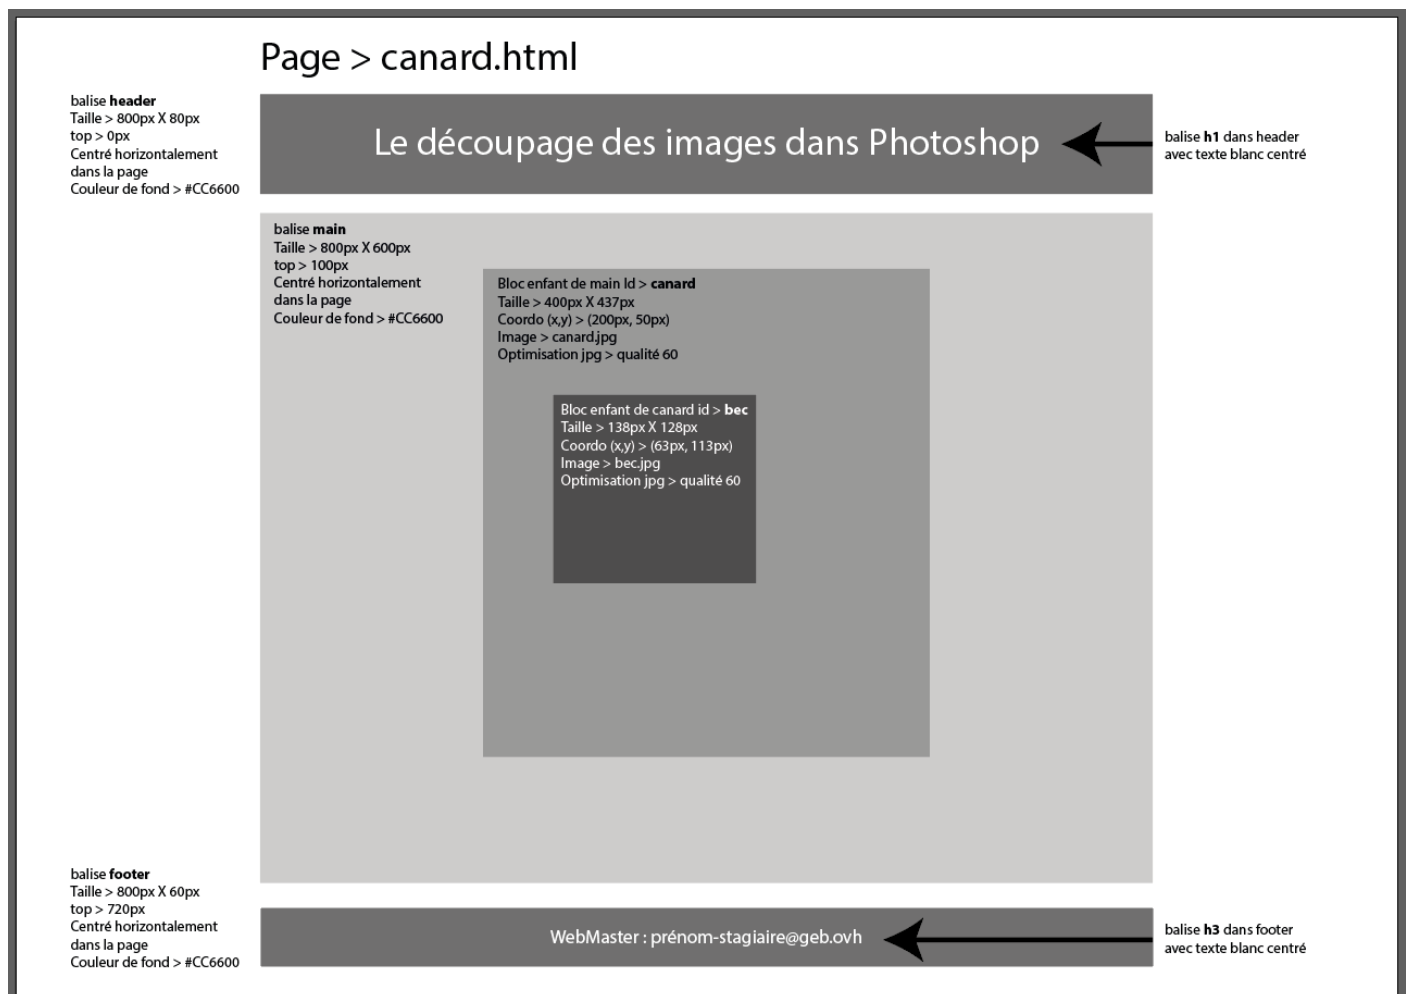 Page > canard.html
balise header
Taille > 800px X 80px
top > 0px
Centré horizontalement
dans la page
Couleur de fond > #CC6600
Le découpage des images dans Photoshop
balise h1 dans header
avec texte blanc centré
balise main
Taille > 800px X 600px
top > 100px
Centré horizontalement
dans la page
Couleur de fond > #CC6600
Bloc enfant de main Id > canard
Taille > 400px X 437px
Coordo (x,y) > (200px, 50px)
Image > canard.jpg
Optimisation jpg > qualité 60
Bloc enfant de canard id > bec
Taille > 138px X 128px
Coordo (x,y) > (63px, 113px)
Image > bec.jpg
Optimisation jpg > qualité 60
balise footer
Taille > 800px X 60px
top > 720px
Centré horizontalement
dans la page
Couleur de fond > #CC6600
WebMaster : prénom-stagiaire@geb.ovh
balise h3 dans footer
avec texte blanc centré